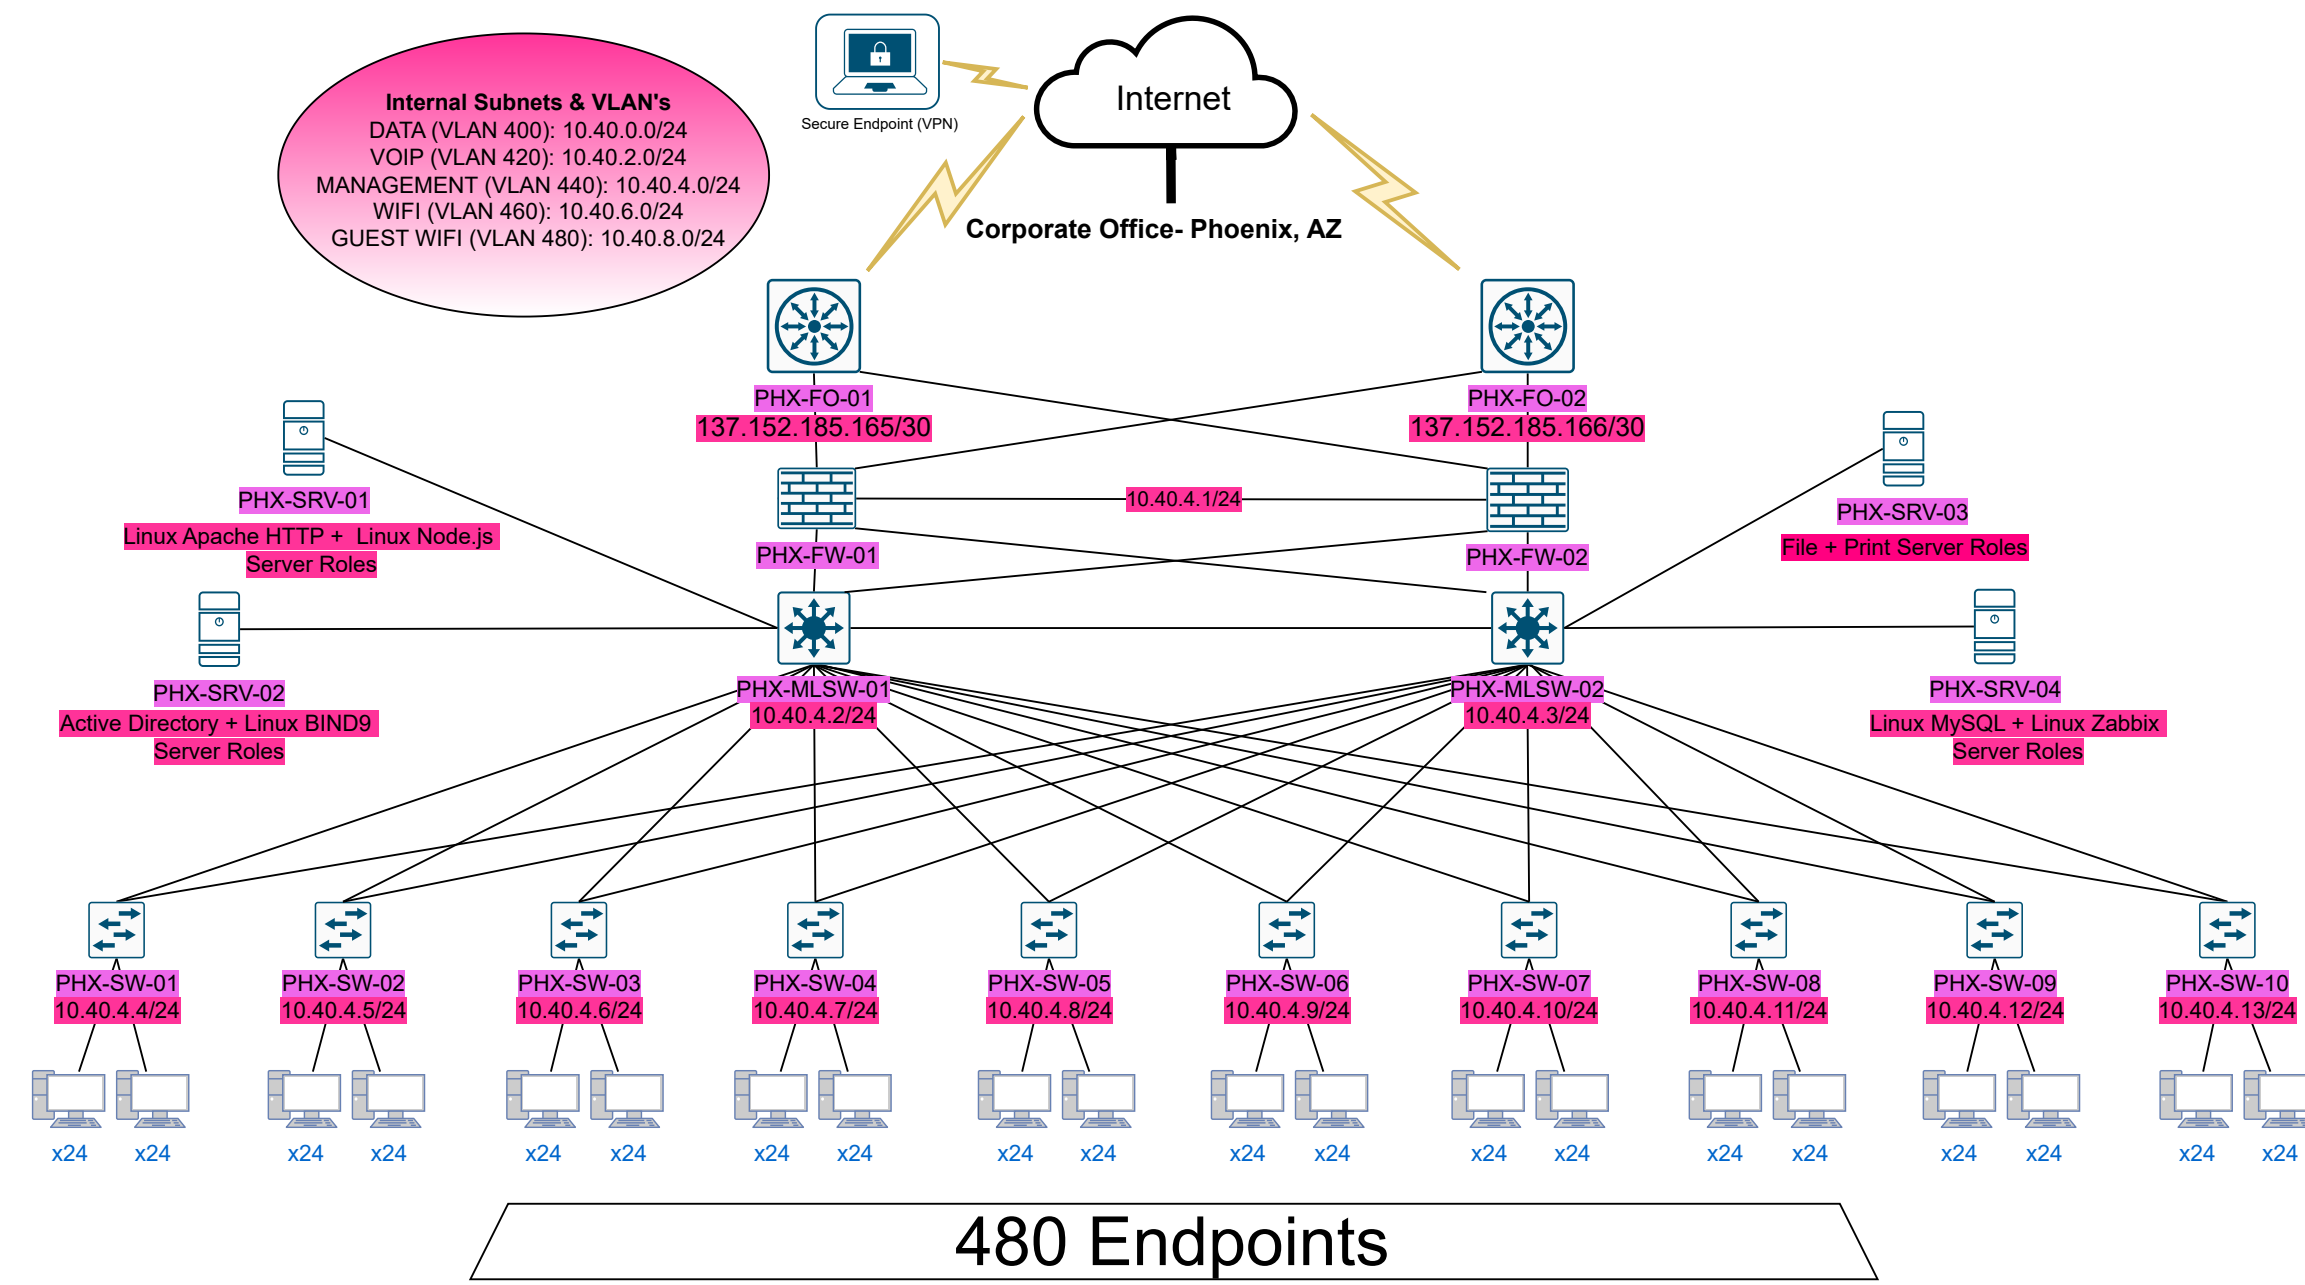 Internal Subnets & VLAN's
DATA (VLAN 400): 10.40.0.0/24
VOIP (VLAN 420): 10.40.2.0/24
MANAGEMENT (VLAN 440): 10.40.4.0/24
WIFI (VLAN 460): 10.40.6.0/24
GUEST WIFI (VLAN 480): 10.40.8.0/24
Secure Endpoint (VPN)
Internet
Corporate Office- Phoenix, AZ
PHX-FO-01
137.152.185.165/30
PHX-FO-02
137.152.185.166/30
PHX-SRV-01
Linux Apache HTTP + Linux Node.js
Server Roles
10.40.4.1/24
PHX-FW-01
PHX-FW-02
PHX-SRV-03
File + Print Server Roles
PHX-SRV-02
Active Directory + Linux BIND9
Server Roles
PHX-MLSW-01
10.40.4.2/24
PHX-MLSW-02
10.40.4.3/24
PHX-SRV-04
Linux MySQL + Linux Zabbix
Server Roles
PHX-SW-01
10.40.4.4/24
PHX-SW-02
10.40.4.5/24
PHX-SW-03
10.40.4.6/24
PHX-SW-04
10.40.4.7/24
PHX-SW-05
10.40.4.8/24
PHX-SW-06
10.40.4.9/24
PHX-SW-07
10.40.4.10/24
PHX-SW-08
10.40.4.11/24
PHX-SW-09
10.40.4.12/24
PHX-SW-10
10.40.4.13/24
x24 x24
x24 x24
x24 x24
x24 x24
x24 x24
x24 x24
x24 x24
x24 x24
x24 x24
x24 x24
480 Endpoints